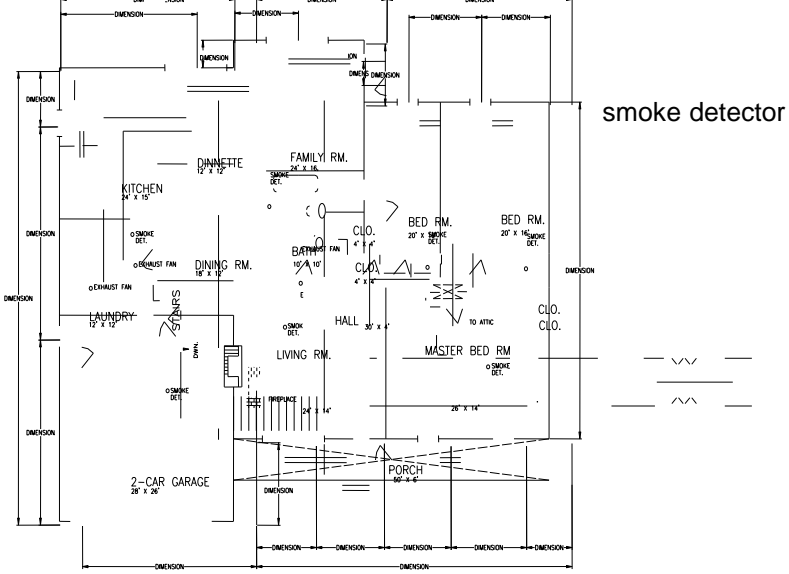 DIMENSION
DIMENSION DIMENSION DIMENSION DIMENSION
ION
DIMENS DIMENSION
DIMENSION
smoke detector
FAMILY RM.
24' X 16'
DINNETTE
12' X 12'
SMOKE
DET.
KITCHEN
24' X 15'
BED RM.
BED RM.
20' X 16'
SMOKE
DET.
SMOKE
DET.
CLO.
4' X 4'
SMOKE
DET.
DIMENSION
BATH
EXHAUST FAN
10' X 10'
DINING RM.
18' X 12'
EXHAUST FAN
CLO.
4' X 4'
DIMENSION
EXHAUST FAN
E
DIMENSION
STAIRS
CLO.
CLO.
LAUNDRY
12' X 12'
HALL
30' X 4'
TO ATTIC
SMOK
DET.
DWN.
LIVING RM.
MASTER BED RM
SMOKE
DET.
SMOKE
DET.
FIREPLACE
24' X 14'
26' X 14'
DIMENSION
PORCH
50' X 6'
2-CAR GARAGE
28' X 26'
DIMENSION
DIMENSION DIMENSION DIMENSION DIMENSION DIMENSION
DIMENSION DIMENSION